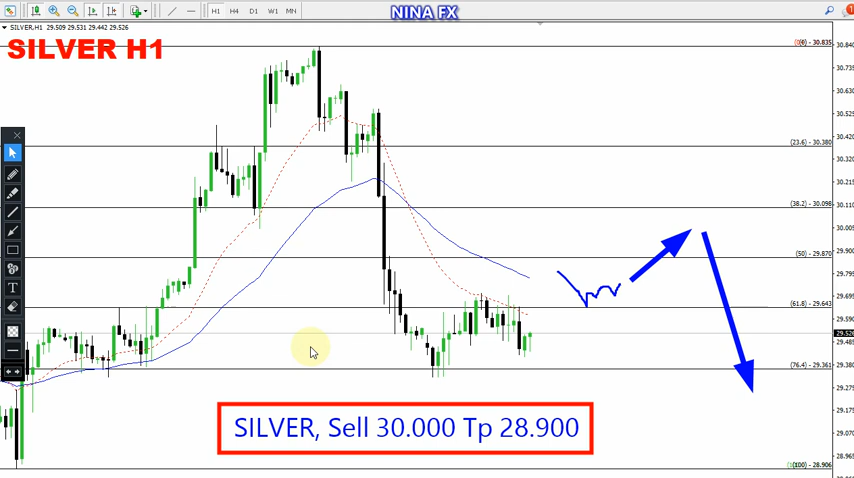 H1 H4 D1 W1 MN
NINA FX
SILVER,H1 29.509 29.531 29.442 29.526
SILVER H1
(0) - 30.835
(23.6) - 30.380
(38.2) - 30.098
(50) - 29.870
(61.8) - 29.643
(76.4) - 29.361
(100) - 28.906
30.840
30.735
30.630
30.525
30.420
30.320
30.215
30.110
30.005
29.900
29.795
29.695
29.590
29.526
29.485
29.380
29.275
29.175
29.070
28.965
T
SILVER, Sell 30.000 Tp 28.900